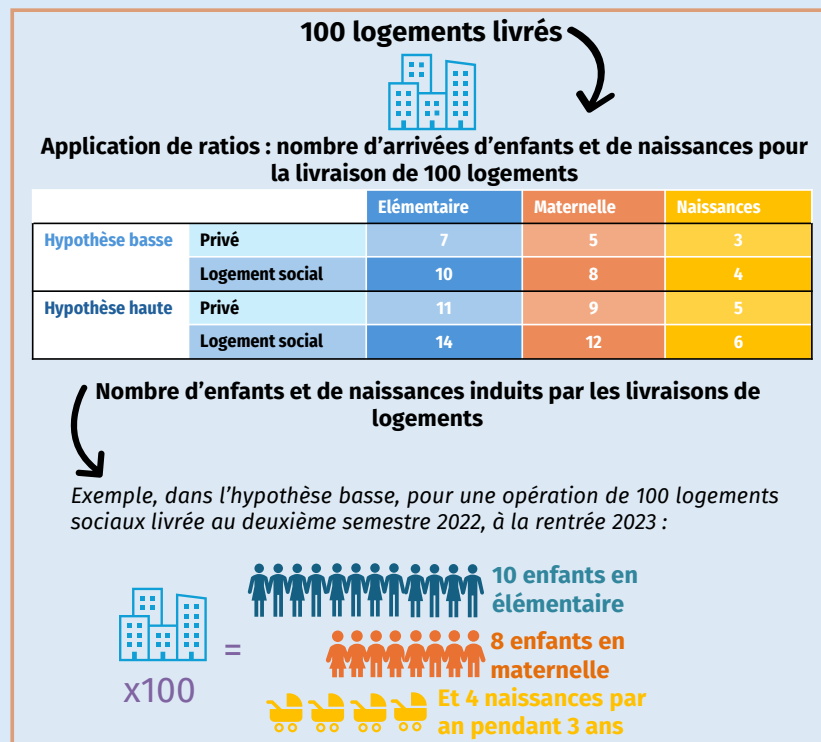 100 logements livrés
Application de ratios : nombre d’arrivées d’enfants et de naissances pour
la livraison de 100 logements
Elémentaire Maternelle Naissances
Hypothèse basse Privé 7 5 3
Logement social 10 8 4
Hypothèse haute Privé 11 9 5
Logement social 14 12 6
Nombre d’enfants et de naissances induits par les livraisons de
logements
Exemple, dans l’hypothèse basse, pour une opération de 100 logements
sociaux livrée au deuxième semestre 2022, à la rentrée 2023 :
10 enfants en
élémentaire
=
8 enfants en
maternelle
x100
Et 4 naissances par
an pendant 3 ans